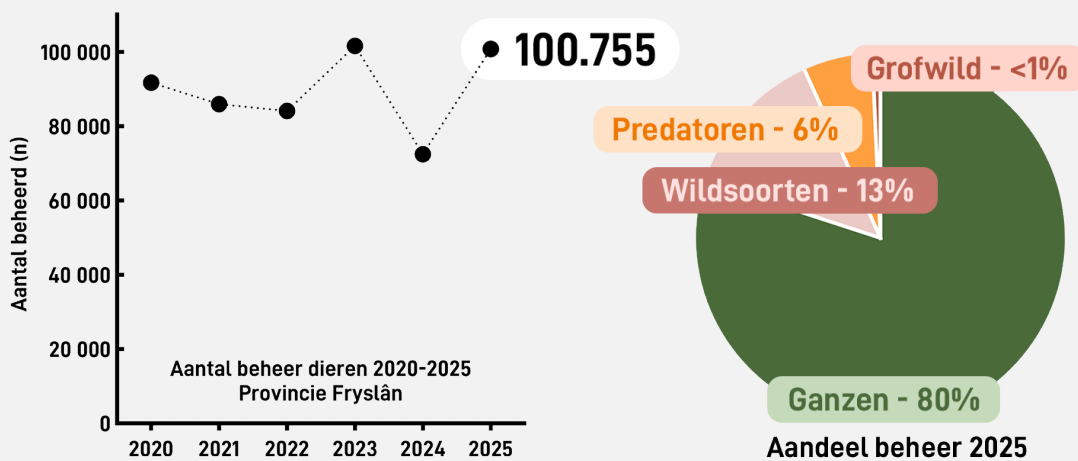 100 000
80 000
60 000
40 000
20 000
0
Aantal beheerd (n)
2020 2021 2022 2023 2024 2025
100.755
Aantal beheer dieren 2020-2025
Provincie Fryslân
Grofwild - <1%
Predatoren - 6%
Wildsoorten - 13%
Ganzen - 80%
Aandeel beheer 2025